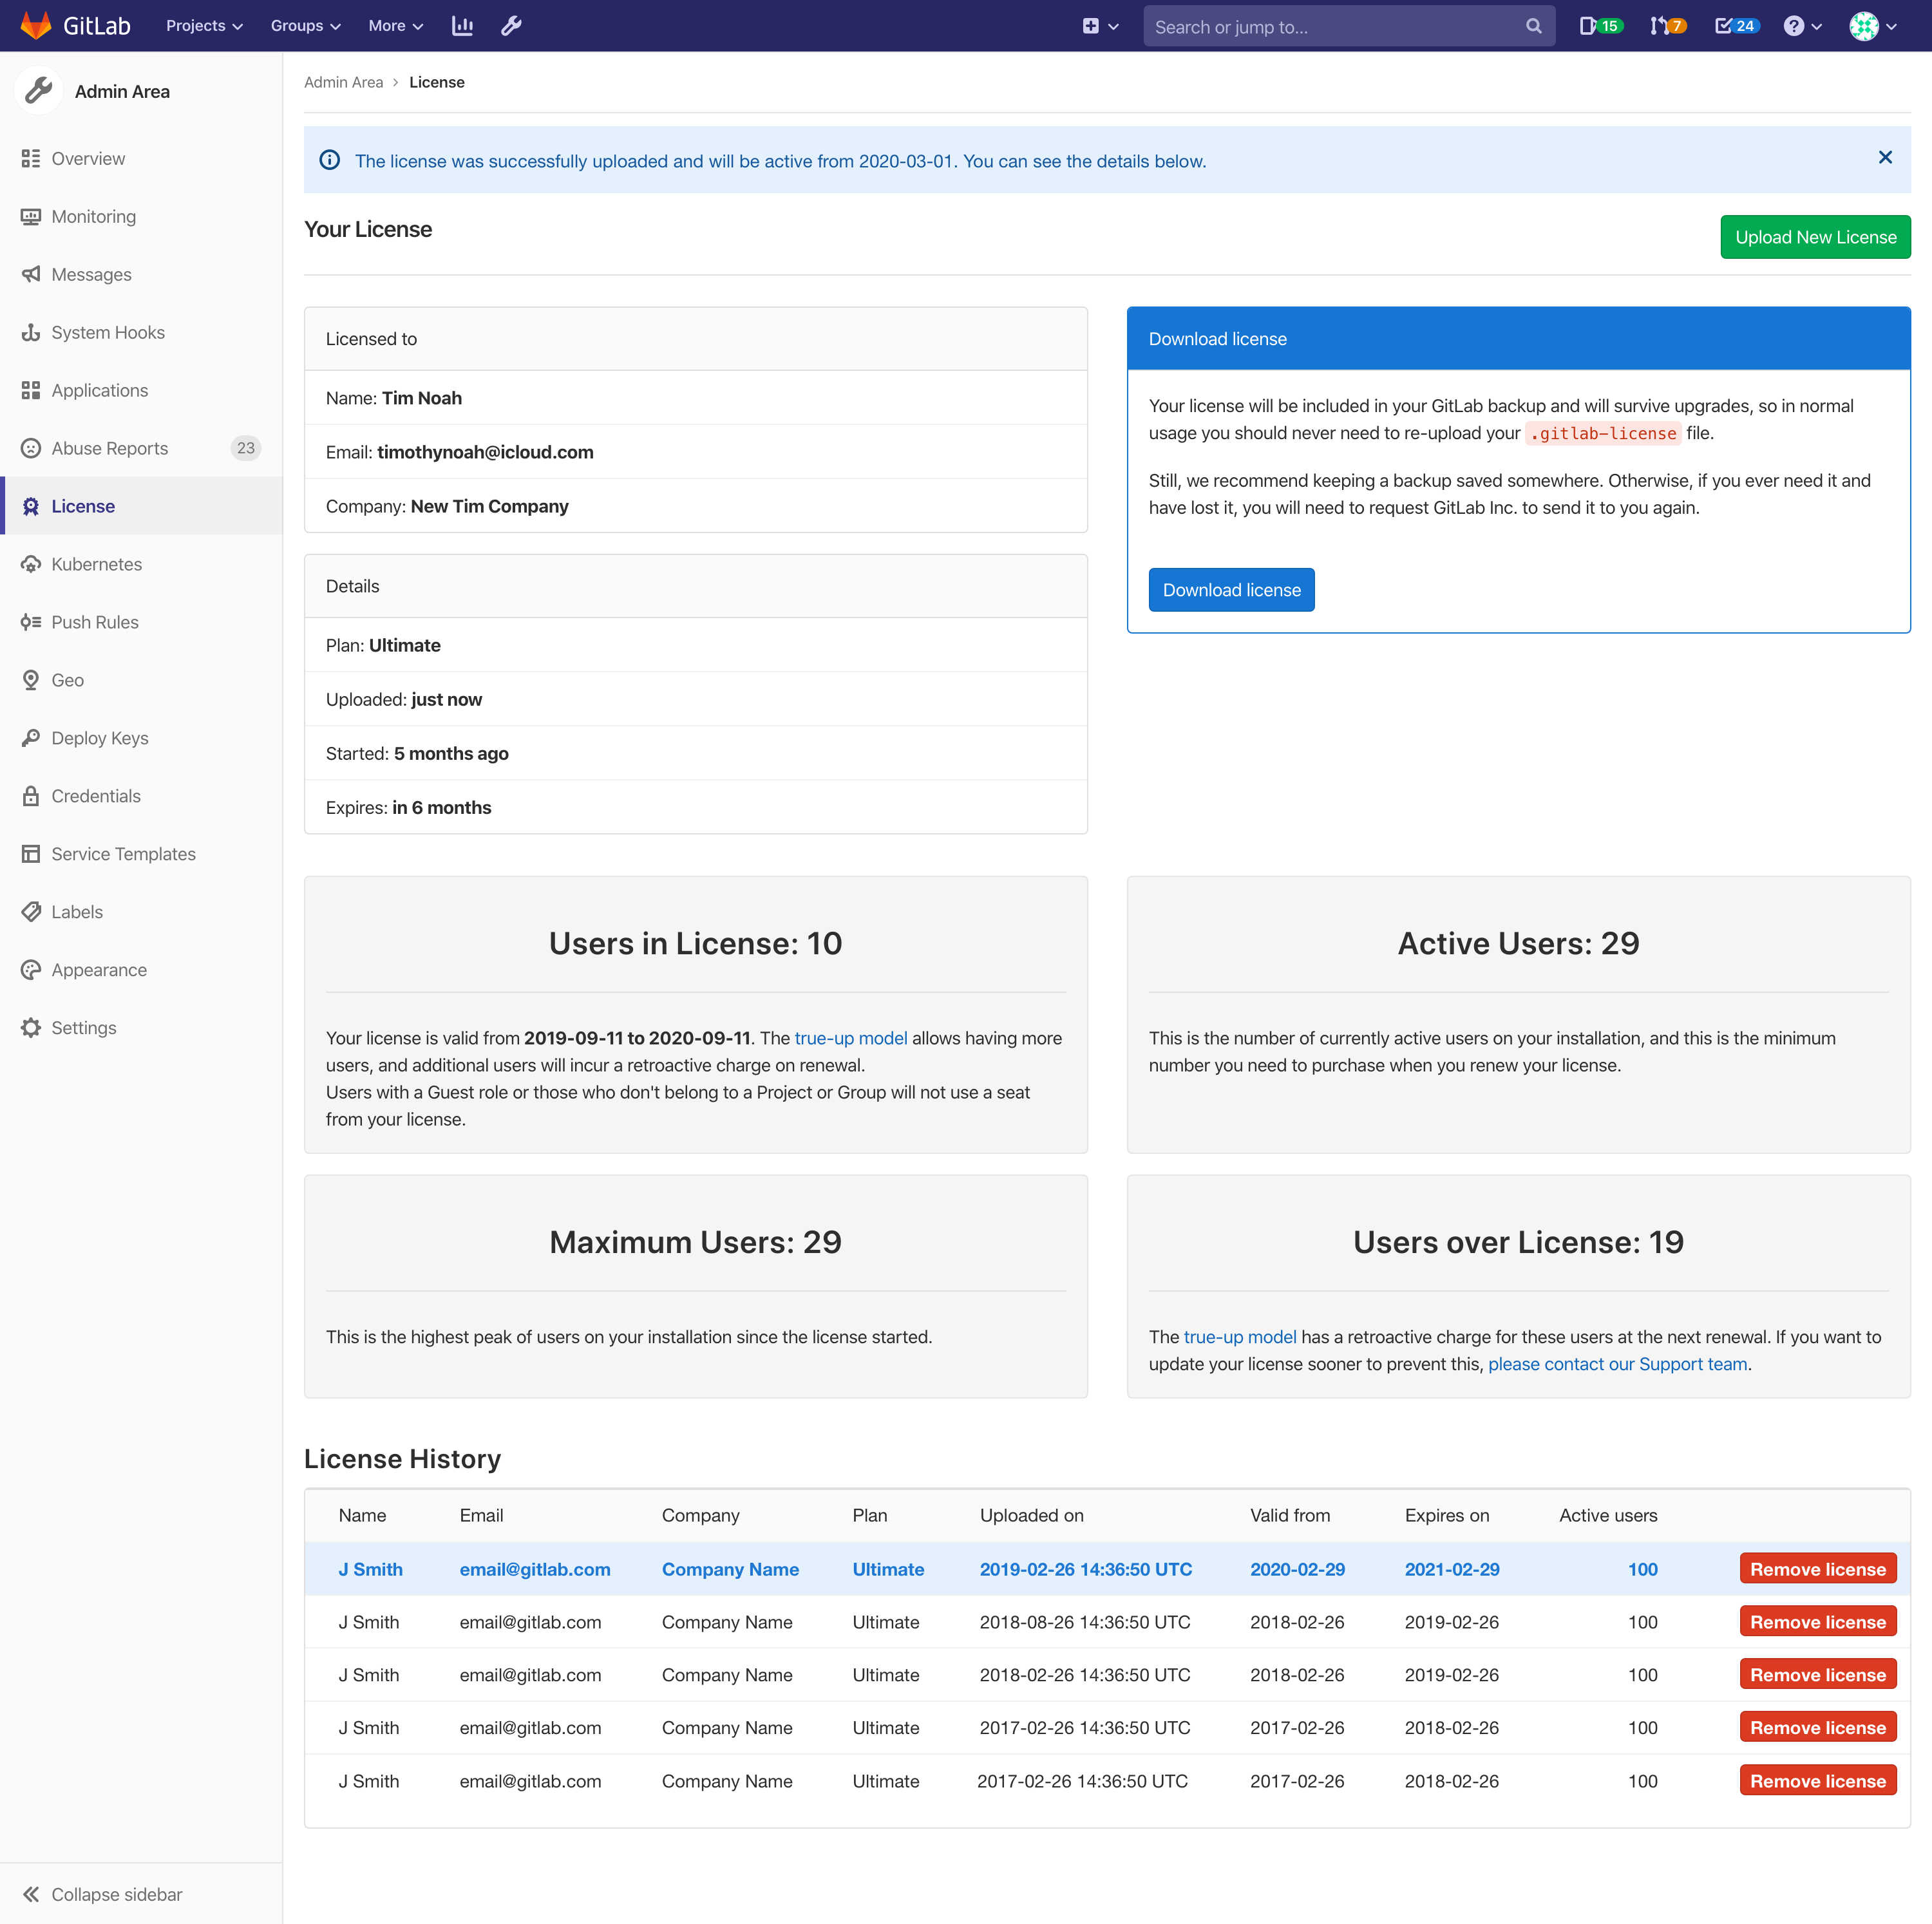 GitLab Projects Groups More Search or jump to... 15 7 24
Admin Area
Overview
Monitoring
Messages
System Hooks
Applications
Abuse Reports 23
License
Kubernetes
Push Rules
Geo
Deploy Keys
Credentials
Service Templates
Labels
Appearance
Settings
Collapse sidebar
Admin Area > License
The license was successfully uploaded and will be active from 2020-03-01. You can see the details below.
Your License
Upload New License
Licensed to
Name: Tim Noah
Email: timothynoah@icloud.com
Company: New Tim Company
Details
Plan: Ultimate
Uploaded: just now
Started: 5 months ago
Expires: in 6 months
Download license
Your license will be included in your GitLab backup and will survive upgrades, so in normal
usage you should never need to re-upload your .gitlab-license file.
Still, we recommend keeping a backup saved somewhere. Otherwise, if you ever need it and
have lost it, you will need to request GitLab Inc. to send it to you again.
Download license
Users in License: 10
Your license is valid from 2019-09-11 to 2020-09-11. The true-up model allows having more
users, and additional users will incur a retroactive charge on renewal.
Users with a Guest role or those who don't belong to a Project or Group will not use a seat
from your license.
Active Users: 29
This is the number of currently active users on your installation, and this is the minimum
number you need to purchase when you renew your license.
Maximum Users: 29
This is the highest peak of users on your installation since the license started.
Users over License: 19
The true-up model has a retroactive charge for these users at the next renewal. If you want to
update your license sooner to prevent this, please contact our Support team.
License History
Name Email Company Plan Uploaded on Valid from Expires on Active users
J Smith email@gitlab.com Company Name Ultimate 2019-02-26 14:36:50 UTC 2020-02-29 2021-02-29 100 Remove license
J Smith email@gitlab.com Company Name Ultimate 2018-08-26 14:36:50 UTC 2018-02-26 2019-02-26 100 Remove license
J Smith email@gitlab.com Company Name Ultimate 2018-02-26 14:36:50 UTC 2018-02-26 2019-02-26 100 Remove license
J Smith email@gitlab.com Company Name Ultimate 2017-02-26 14:36:50 UTC 2017-02-26 2018-02-26 100 Remove license
J Smith email@gitlab.com Company Name Ultimate 2017-02-26 14:36:50 UTC 2017-02-26 2018-02-26 100 Remove license